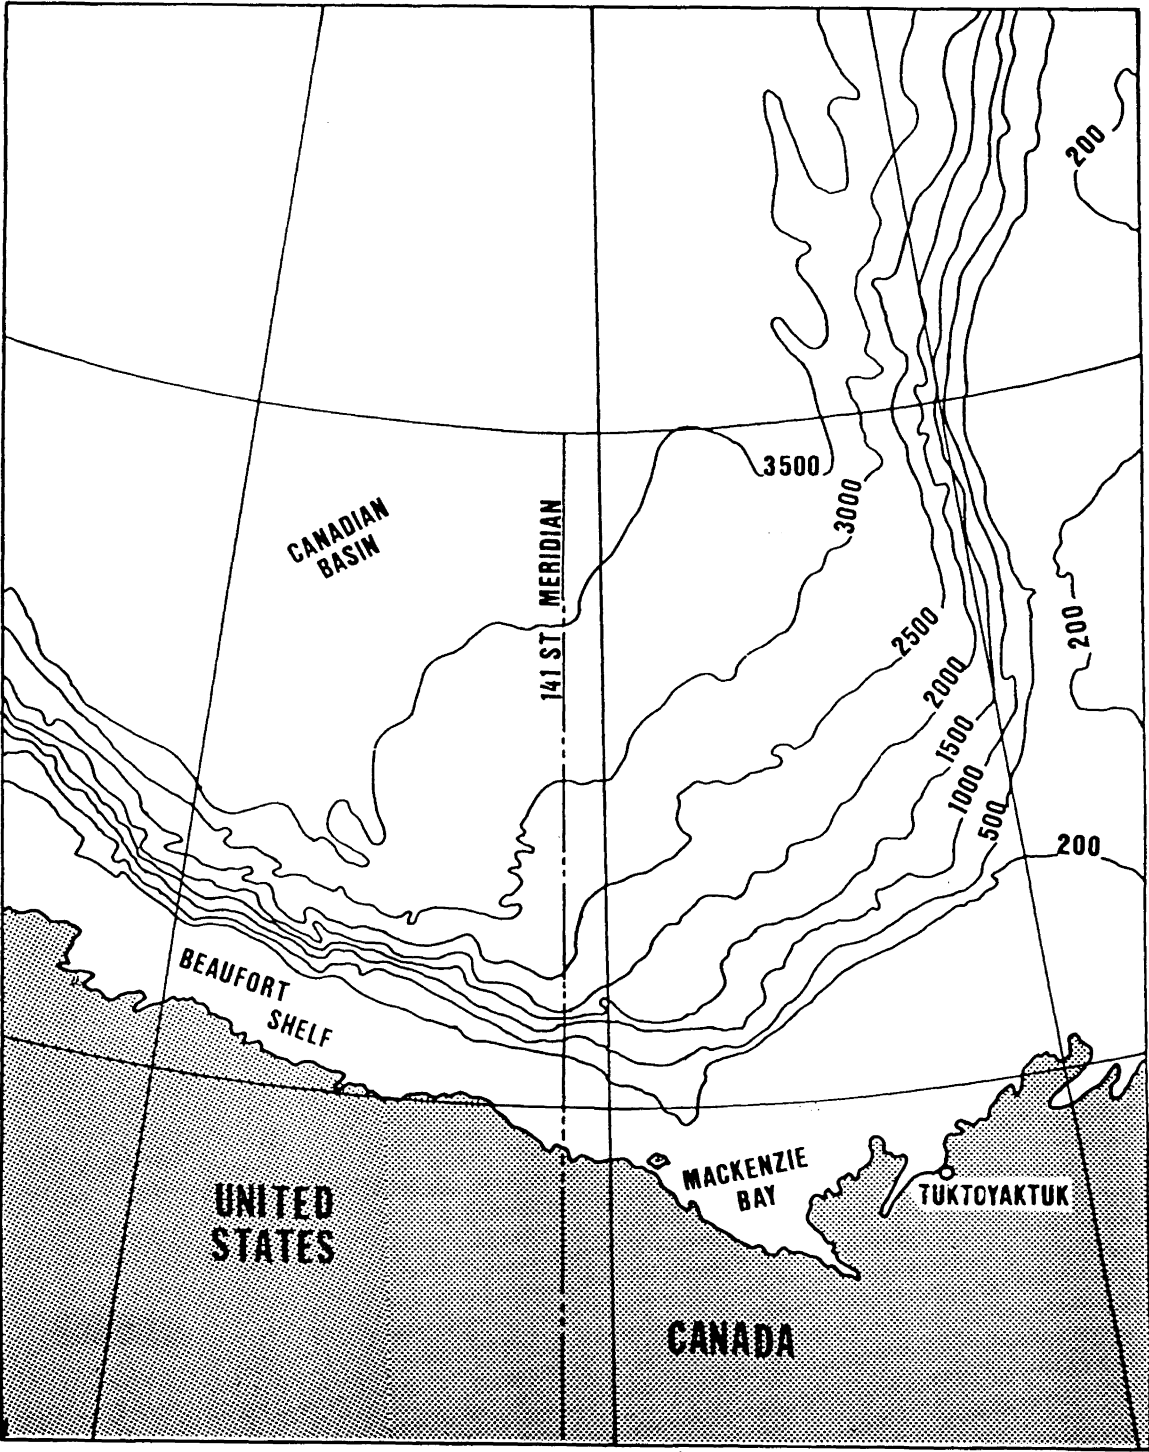 200
3500
3000
CANADIAN
BASIN
141 ST MERIDIAN
2500
200
2000
1500
1000
500
200
BEAUFORT
SHELF
MACKENZIE
BAY
TUKTOYAKTUK
UNITED
STATES
CANADA